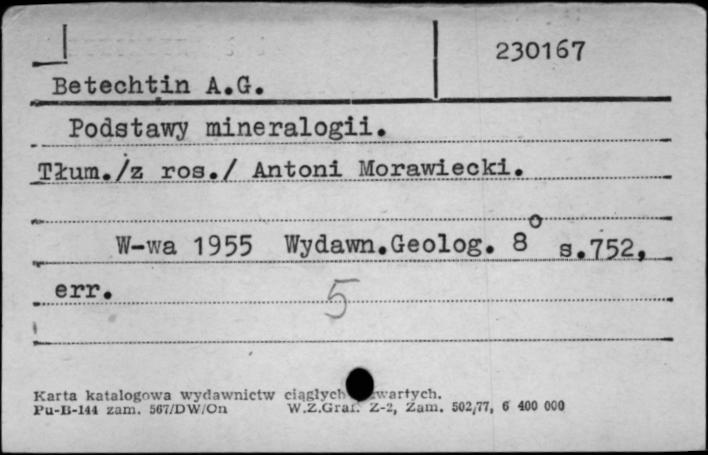 230167
Betechtin A.G.
Podstawy mineralogii.
Tłum./z ros./ Antoni Morawiecki.
W-wa 1955 Wydawn.Geolog. 8° s.752,
err.
5
Karta katalogowa wydawnictw ciągłych
Pu-B-144 zam. 567/DW/On W.Z.Graf. Z-2, Zam. 502/77, 6 400 000